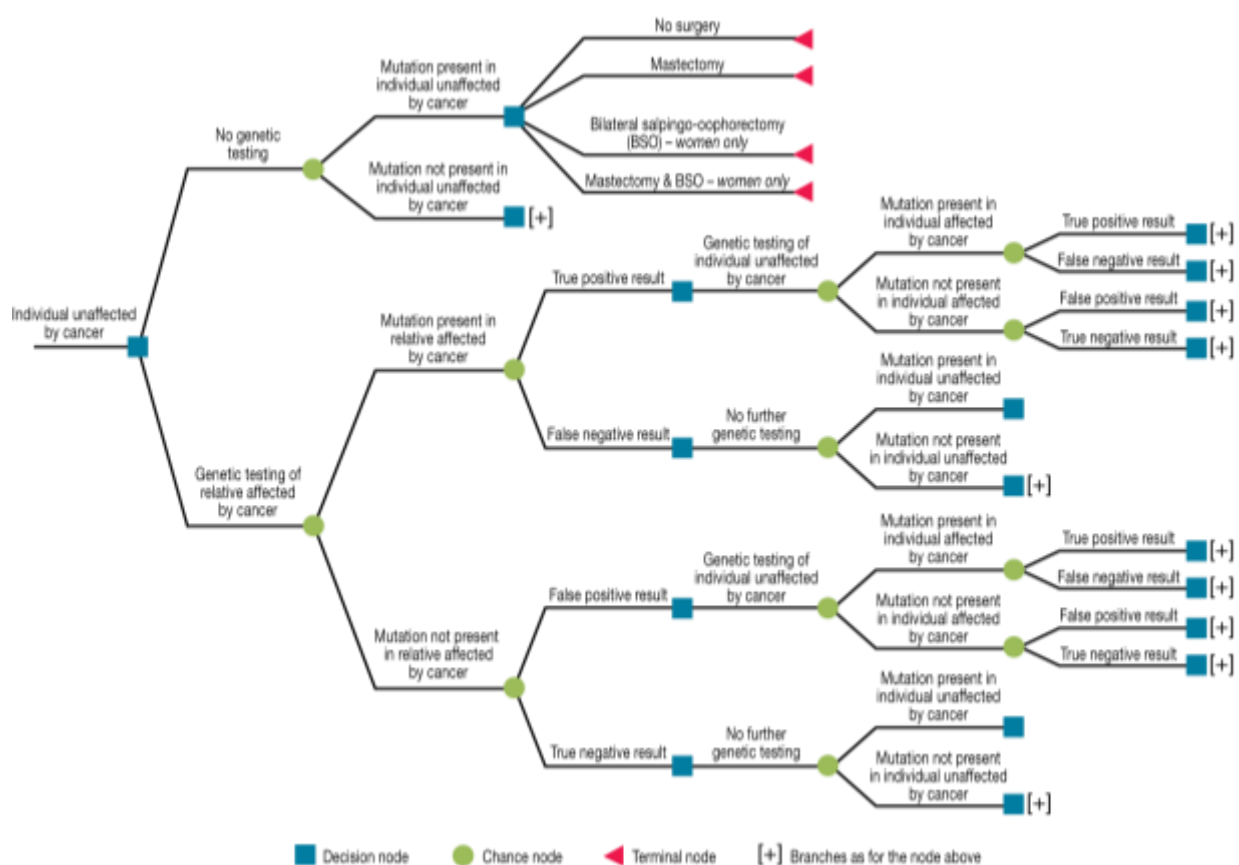 No surgery
Mutation present in
individual unaffected
by cancer
Mastectomy
No genetic
testing
Bilateral salpingo-oophorectomy
(BSO) – women only
Mutation not present in
individual unaffected
by cancer
Mastectomy & BSO – women only
[+]
Individual unaffected
by cancer
Genetic testing of
relative affected
by cancer
Mutation present in
relative affected
by cancer
True positive result
Genetic testing of
individual unaffected
by cancer
Mutation present in
individual affected
by cancer
True positive result
[+]
False negative result
[+]
Mutation not present
in individual affected
by cancer
False positive result
[+]
True negative result
[+]
False negative result
No further
genetic testing
Mutation present in
individual unaffected
by cancer
Mutation not present
in individual unaffected
by cancer
[+]
Mutation not present
in relative affected
by cancer
False positive result
Genetic testing of
individual unaffected
by cancer
Mutation present in
individual affected
by cancer
True positive result
[+]
False negative result
[+]
Mutation not present
in individual affected
by cancer
False positive result
[+]
True negative result
[+]
True negative result
No further
genetic testing
Mutation present in
individual unaffected
by cancer
Mutation not present
in individual unaffected
by cancer
[+]
Decision node
Chance node
Terminal node
[+] Branches as for the node above